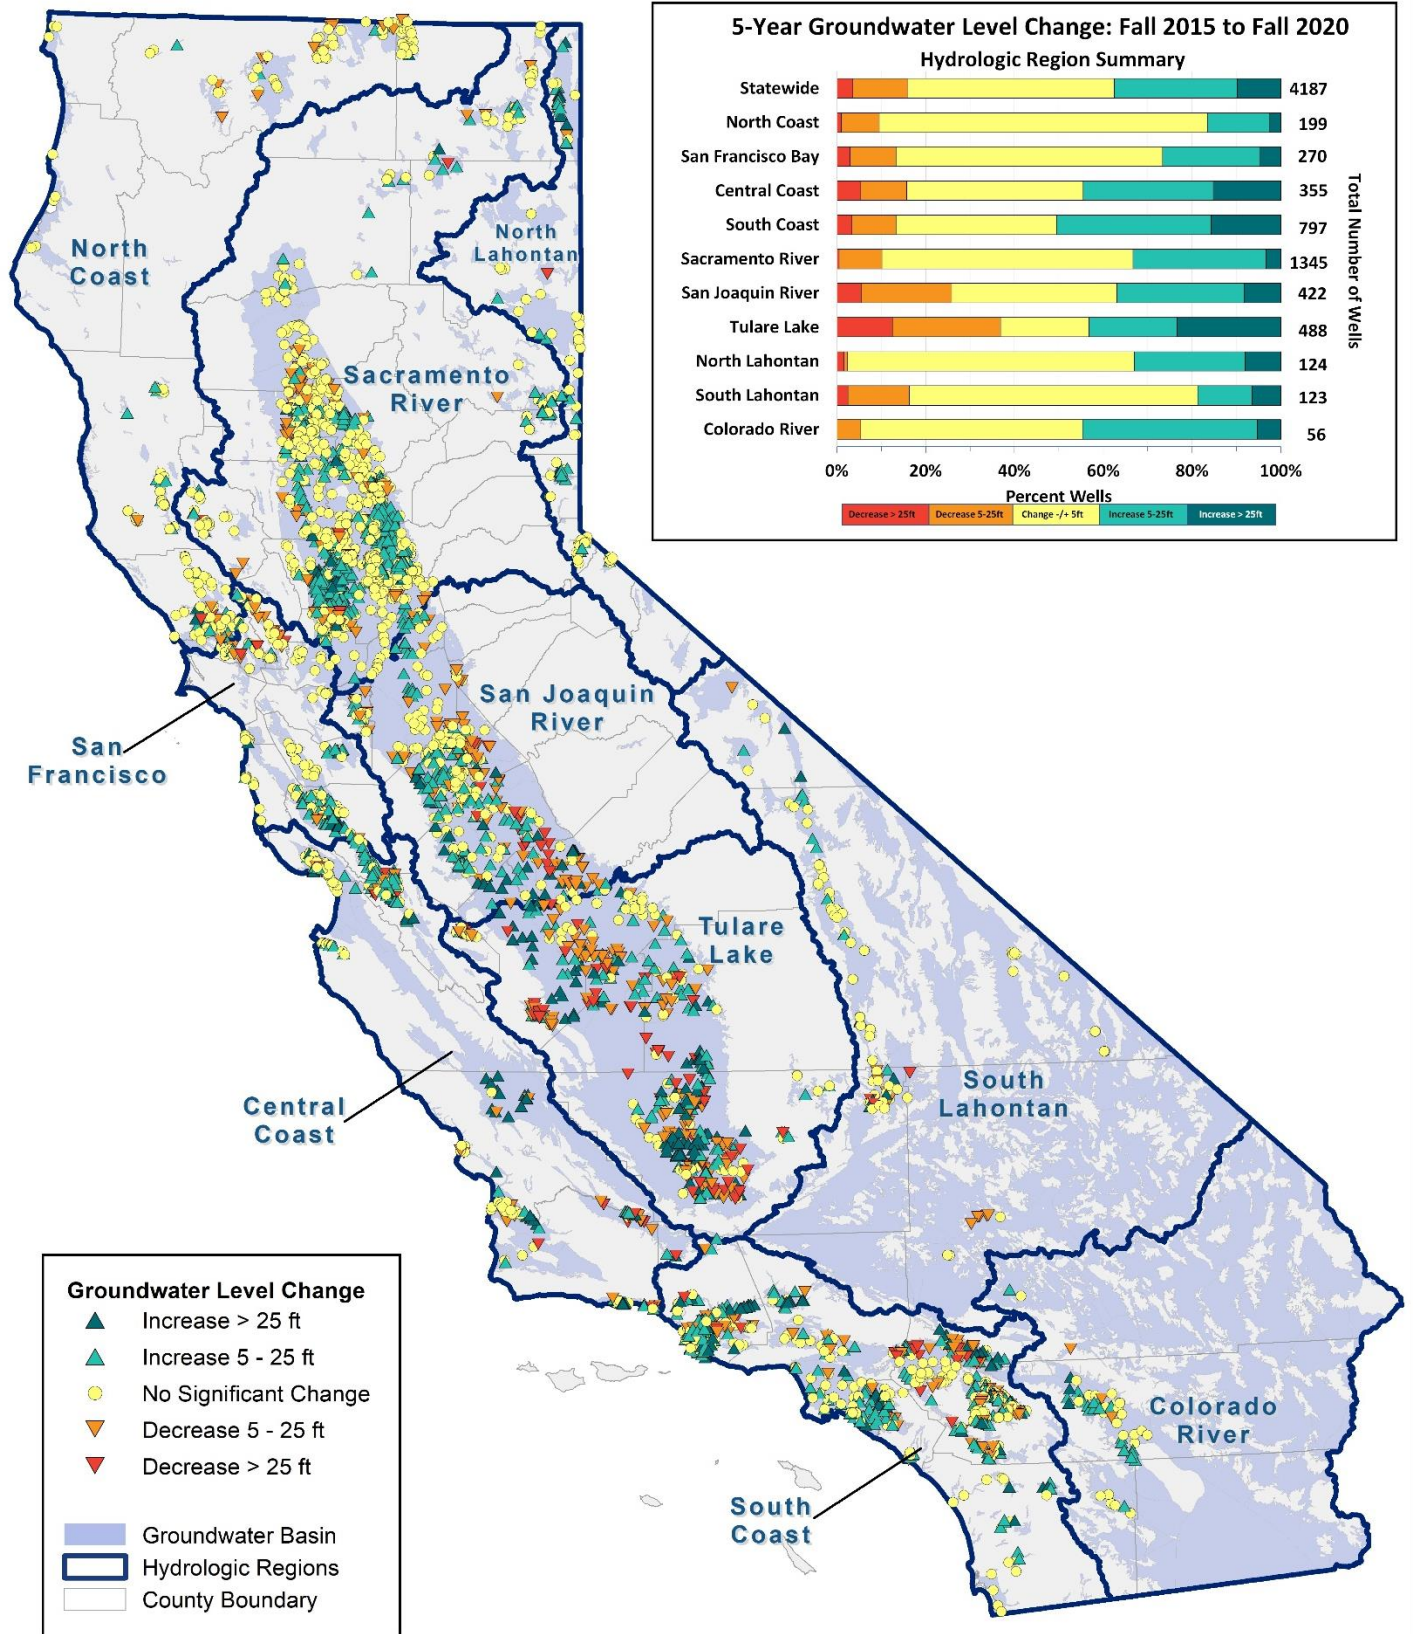 5-Year Groundwater Level Change: Fall 2015 to Fall 2020
Hydrologic Region Summary
Statewide 4187
North Coast 199
San Francisco Bay 270
Central Coast 355
South Coast 797
Sacramento River 1345
San Joaquin River 422
Tulare Lake 488
North Lahontan 124
South Lahontan 123
Colorado River 56
Total Number of Wells
0% 20% 40% 60% 80% 100%
Percent Wells
Decrease > 25ft Decrease 5-25ft Change -/+ 5ft Increase 5-25ft Increase > 25ft
North
Coast
North
Lahontan
Sacramento
River
San Joaquin
River
San
Francisco
Tulare
Lake
Central
Coast
South
Lahontan
Colorado
River
South
Coast
Groundwater Level Change
Increase > 25 ft
Increase 5 - 25 ft
No Significant Change
Decrease 5 - 25 ft
Decrease > 25 ft
Groundwater Basin
Hydrologic Regions
County Boundary